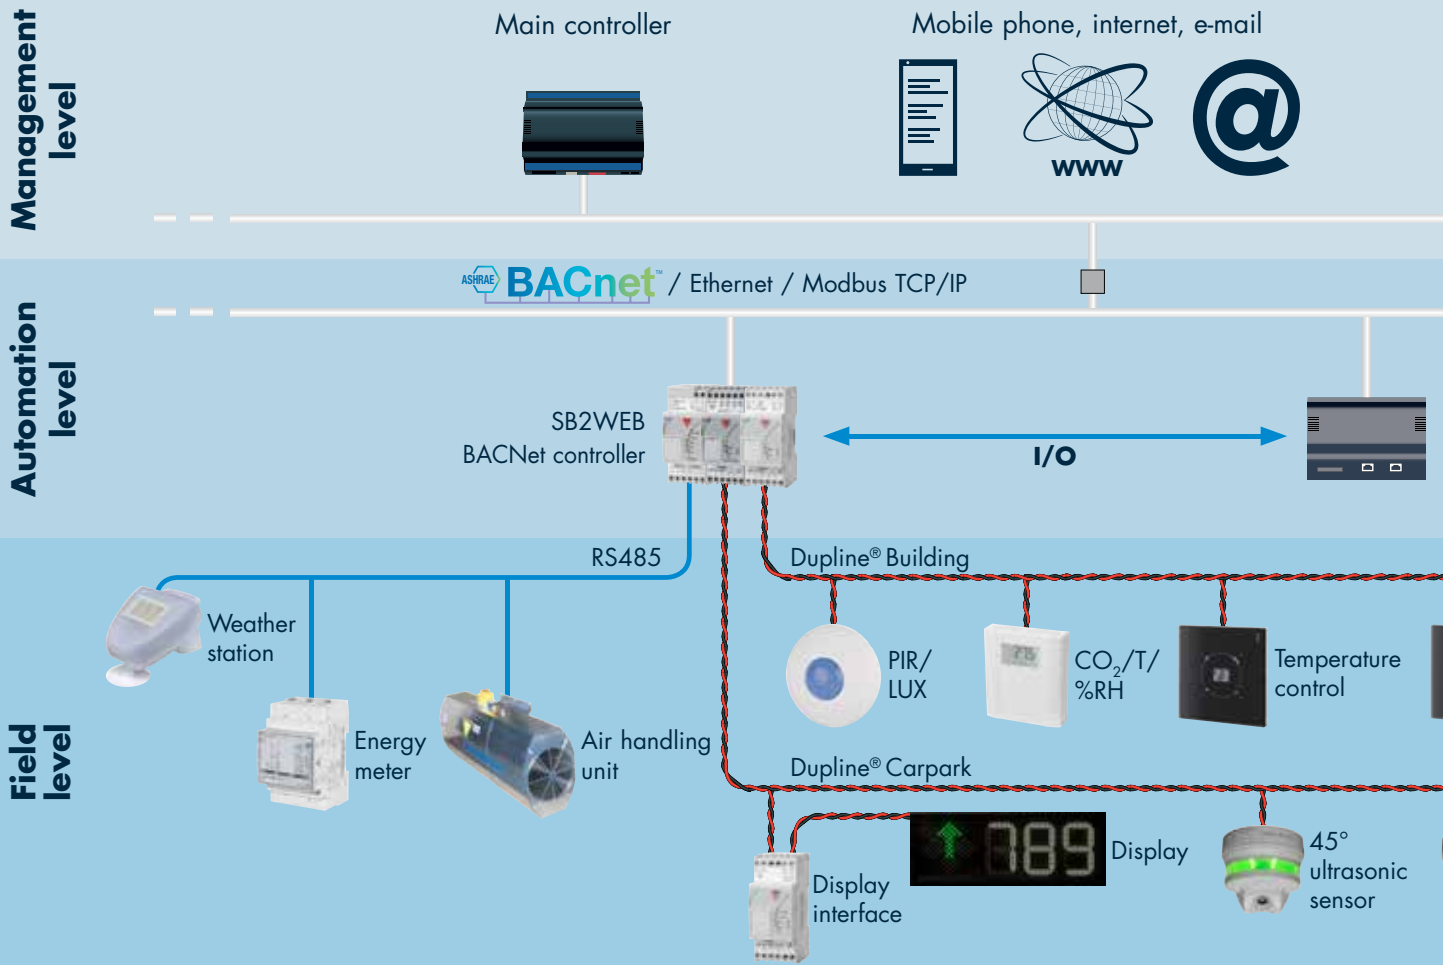 Management
level
Main controller
Mobile phone, internet, e-mail
@
www
Automation
level
ASHRAE BACnet™ / Ethernet / Modbus TCP/IP
SB2WEB
BACNet controller
I/O
Field
level
RS485
Dupline® Building
Weather
station
PIR/
LUX
CO₂/T/
%RH
Temperature
control
Energy
meter
Air handling
unit
Dupline® Carpark
789
Display
45°
ultrasonic
sensor
Display
interface